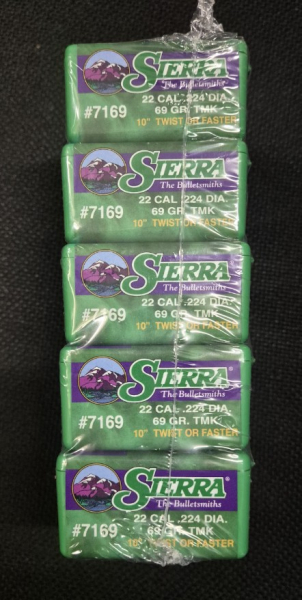 SIERRA
The Bulletsmiths
#7169
22 CAL .224 DIA.
69 GR. TMK
10" TWIST OR FASTER
SIERRA
The Bulletsmiths
#7169
22 CAL .224 DIA.
69 GR. TMK
10" TWIST OR FASTER
SIERRA
The Bulletsmiths
#7169
22 CAL .224 DIA.
69 GR. TMK
10" TWIST OR FASTER
SIERRA®
The Bulletsmiths
#7169
22 CAL .224 DIA.
69 GR. TMK
10" TWIST OR FASTER
SIERRA®
The Bulletsmiths
#7169
22 CAL .224 DIA.
69 GR. TMK
10" TWIST OR FASTER